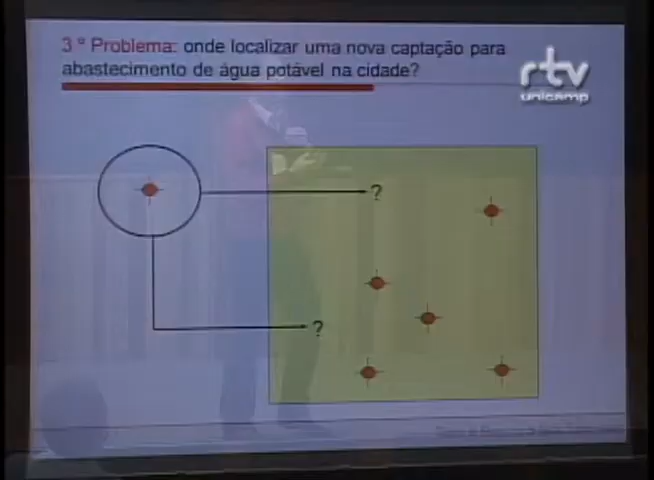 3 º Problema: onde localizar uma nova captação para
abastecimento de água potável na cidade?
rtv
unicamp
?
?